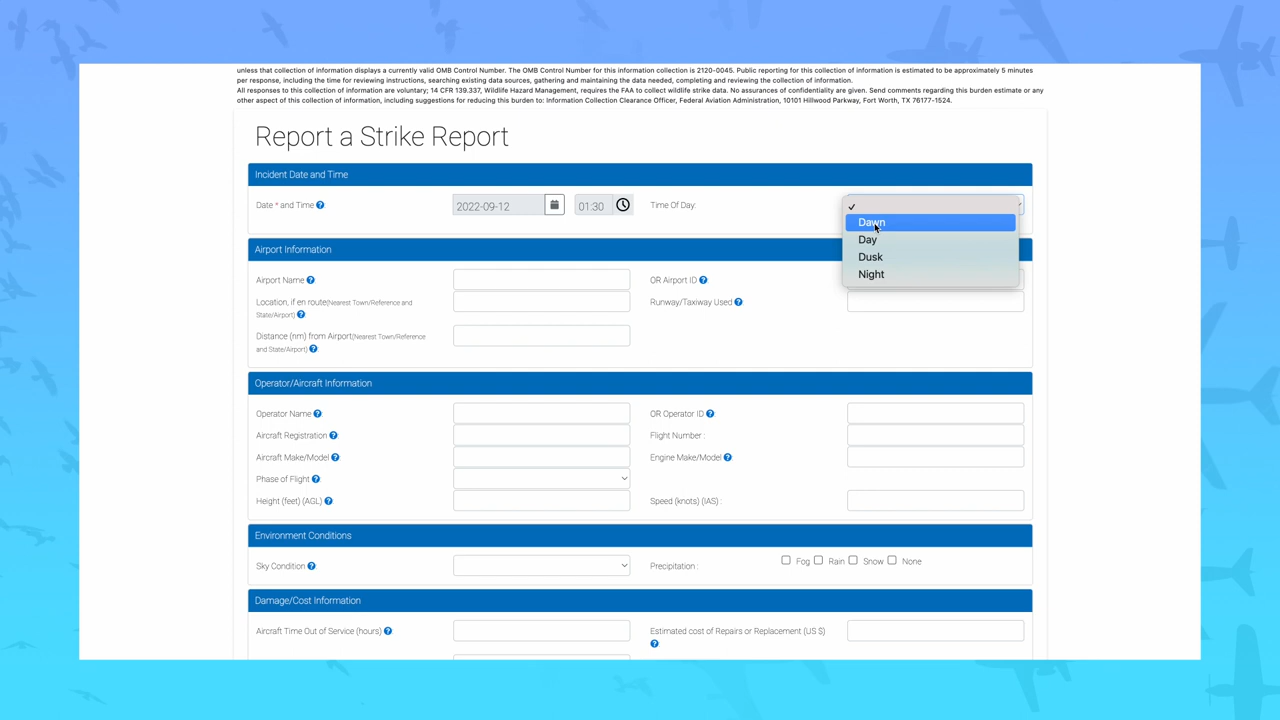 unless that collection of information displays a currently valid OMB Control Number. The OMB Control Number for this information collection is 2120-0045. Public reporting for this collection of information is estimated to be approximately 5 minutes
per response, including the time for reviewing instructions, searching existing data sources, gathering and maintaining the data needed, completing and reviewing the collection of information.
All responses to this collection of information are voluntary; 14 CFR 139.337, Wildlife Hazard Management, requires the FAA to collect wildlife strike data. No assurances of confidentiality are given. Send comments regarding this burden estimate or any
other aspect of this collection of information, including suggestions for reducing this burden to: Information Collection Clearance Officer, Federal Aviation Administration, 10101 Hillwood Parkway, Fort Worth, TX 76177-1524.
Report a Strike Report
Incident Date and Time
Date * and Time ? 2022-09-12 01:30 Time Of Day: ✓
Dawn
Day
Dusk
Night
Airport Information
Airport Name ? OR Airport ID ?
Location, if en route(Nearest Town/Reference and Runway/Taxiway Used ?
State/Airport) ?
Distance (nm) from Airport(Nearest Town/Reference
and State/Airport) ?
Operator/Aircraft Information
Operator Name ? OR Operator ID ?
Aircraft Registration ? Flight Number :
Aircraft Make/Model ? Engine Make/Model ?
Phase of Flight ?
Height (feet) (AGL) ? Speed (knots) (IAS) :
Environment Conditions
Sky Condition ? Precipitation : Fog Rain Snow None
Damage/Cost Information
Aircraft Time Out of Service (hours) ? Estimated cost of Repairs or Replacement (US $)
?